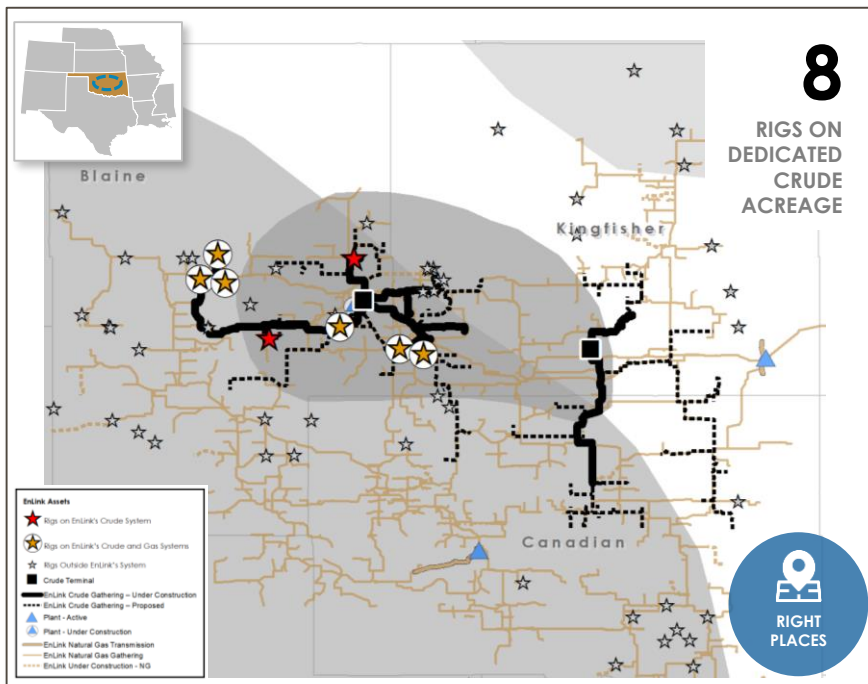 8
RIGS ON
DEDICATED
CRUDE
ACREAGE
Blaine
Kingfisher
Canadian
EnLink Assets
Rigs on EnLink's Crude System
Rigs on EnLink's Crude and Gas Systems
Rigs Outside EnLink's System
Crude Terminal
EnLink Crude Gathering – Under Construction
EnLink Crude Gathering – Proposed
Plant - Active
Plant - Under Construction
EnLink Natural Gas Transmission
EnLink Natural Gas Gathering
EnLink Under Construction - NG
RIGHT
PLACES